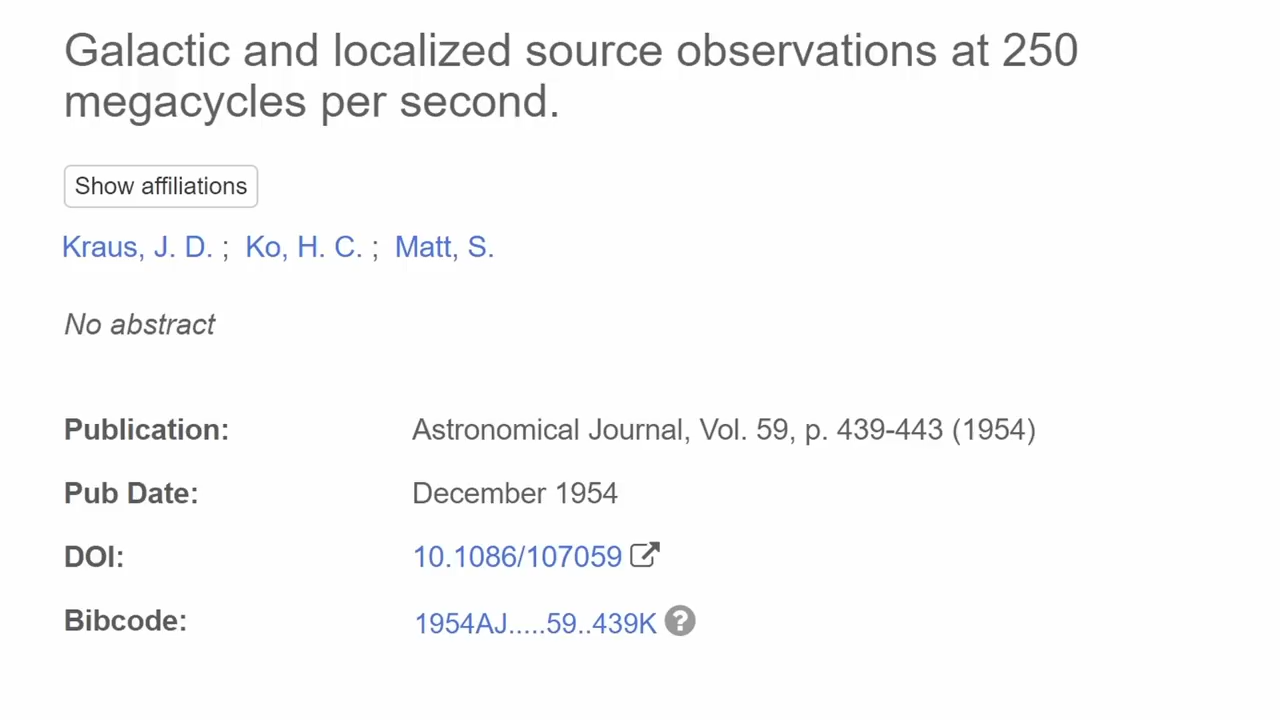 Galactic and localized source observations at 250
megacycles per second.
Show affiliations
Kraus, J. D. ; Ko, H. C. ; Matt, S.
No abstract
Publication: Astronomical Journal, Vol. 59, p. 439-443 (1954)
Pub Date: December 1954
DOI: 10.1086/107059
Bibcode: 1954AJ.....59..439K ?